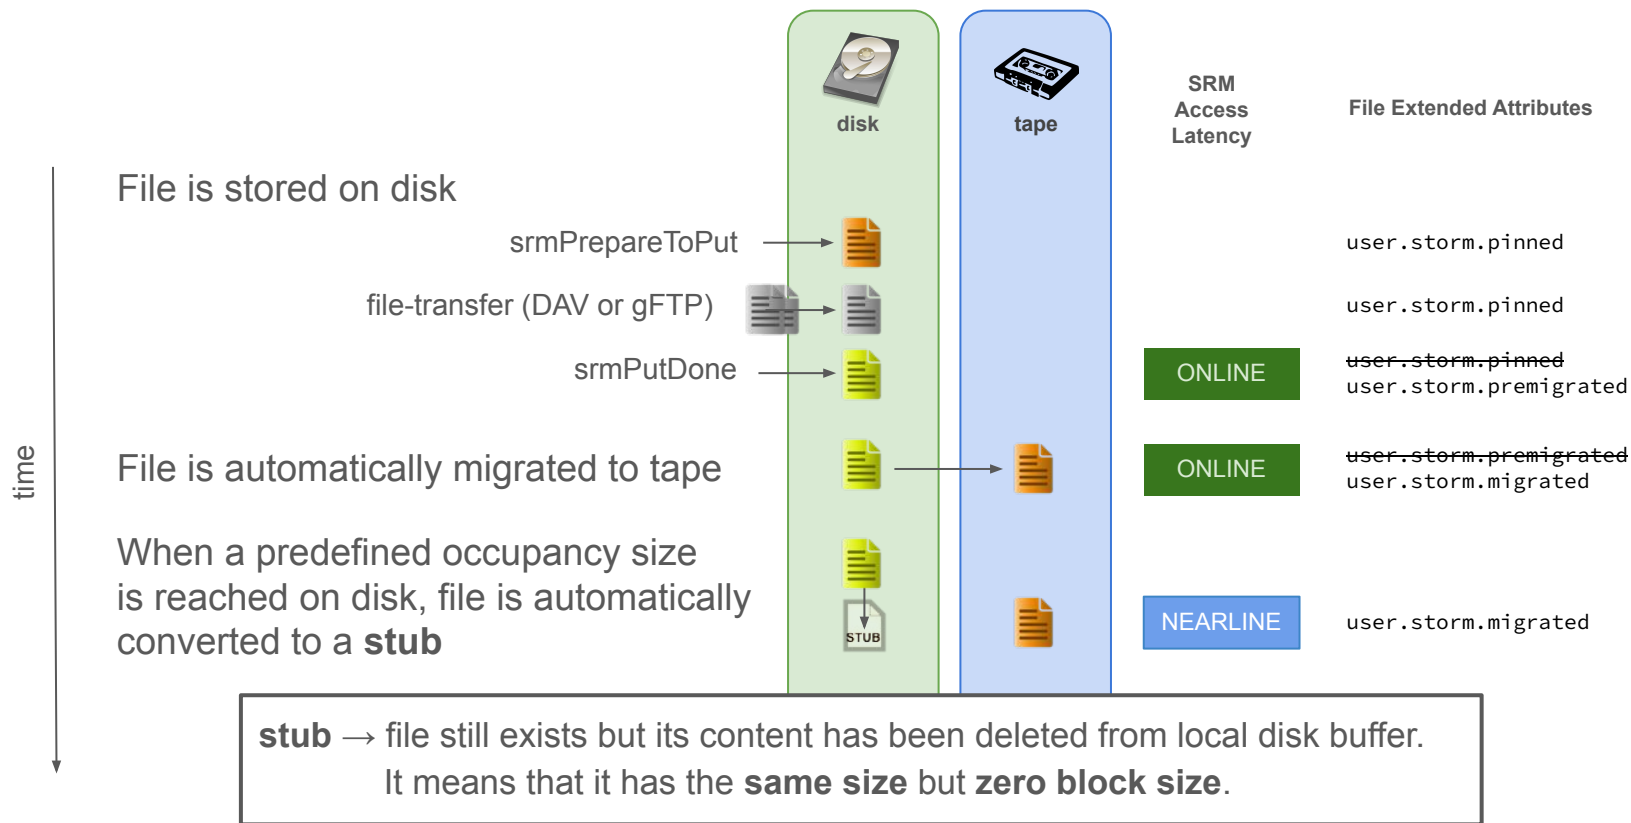 disk
tape
SRM
Access
Latency
File Extended Attributes
time
File is stored on disk
srmPrepareToPut
user.storm.pinned
file-transfer (DAV or gFTP)
user.storm.pinned
srmPutDone
ONLINE
user.storm.pinned
user.storm.premigrated
File is automatically migrated to tape
ONLINE
user.storm.premigrated
user.storm.migrated
When a predefined occupancy size
is reached on disk, file is automatically
converted to a stub
STUB
NEARLINE
user.storm.migrated
stub → file still exists but its content has been deleted from local disk buffer.
It means that it has the same size but zero block size.